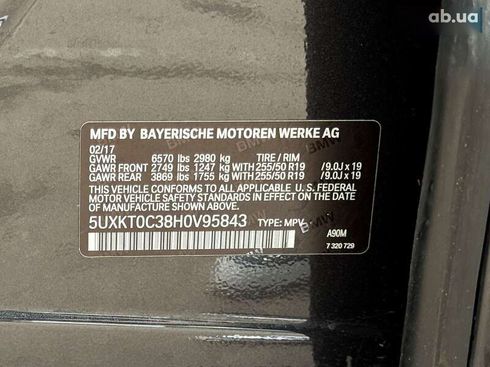 ab.ua
MFD BY BAYERISCHE MOTOREN WERKE AG
02/17
GVWR 6570 lbs 2980 kg TIRE / RIM
GAWR FRONT 2749 lbs 1247 kg WITH 255/50 R19 /9.0J x 19
GAWR REAR 3869 lbs 1755 kg WITH 255/50 R19 /9.0J x 19
THIS VEHICLE CONFORMS TO ALL APPLICABLE U. S. FEDERAL
MOTOR VEHICLE SAFETY STANDARDS IN EFFECT ON THE
DATE OF MANUFACTURE SHOWN ABOVE.
5UXKT0C38H0V95843 TYPE: MPV
A90M
7 320 729